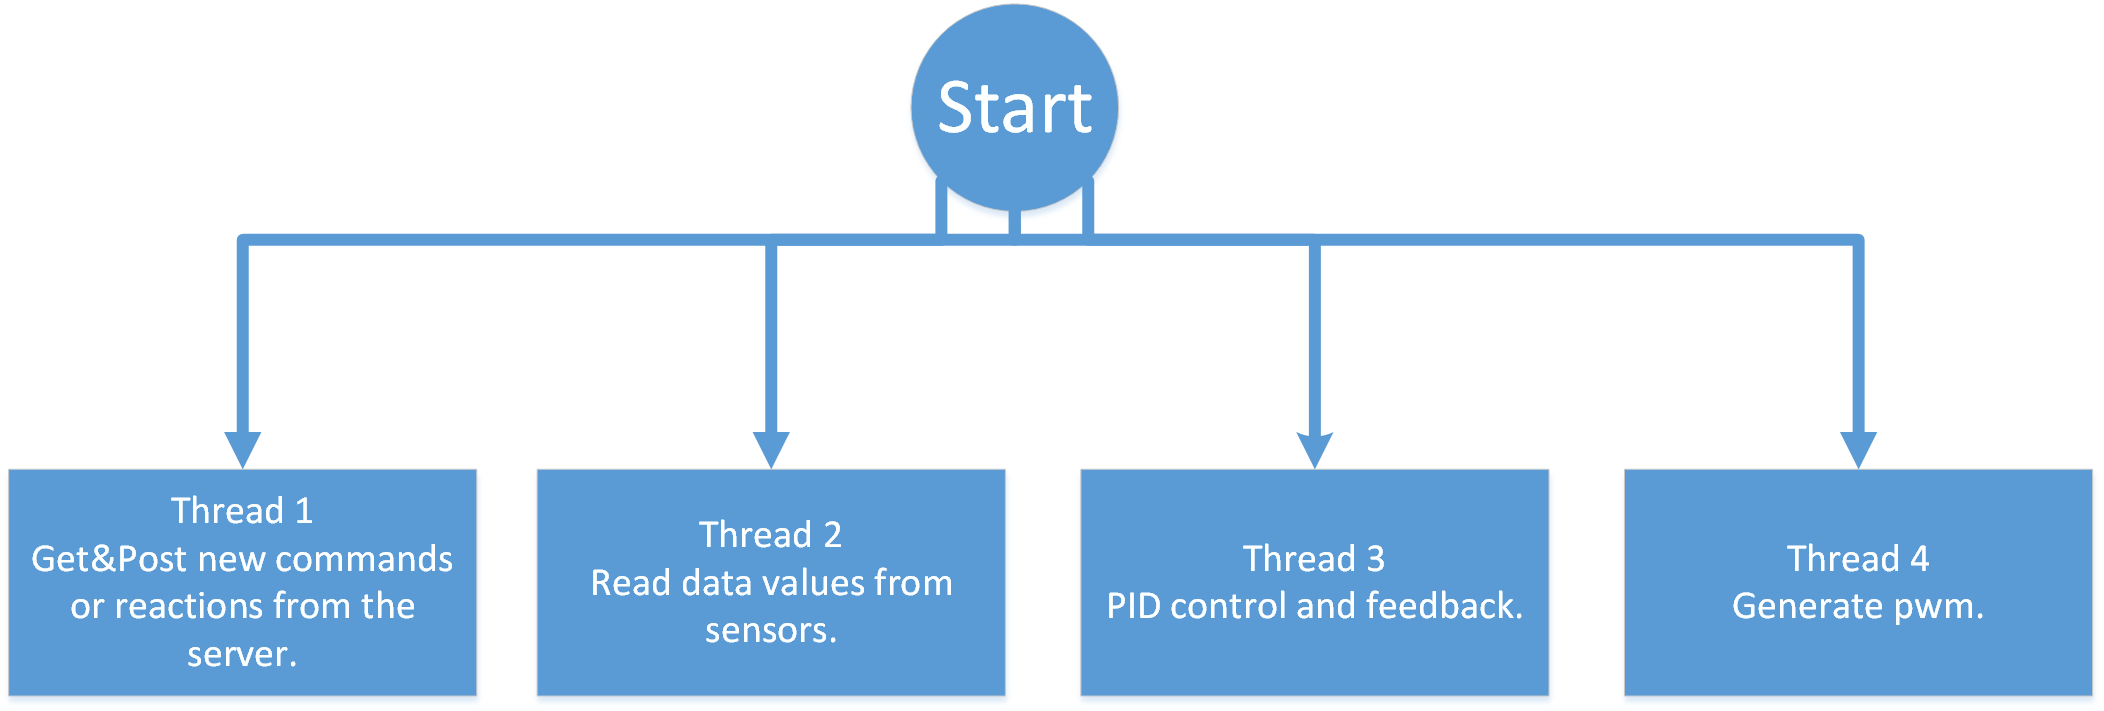 Start
Thread 1
Get&Post new commands
or reactions from the
server.
Thread 2
Read data values from
sensors.
Thread 3
PID control and feedback.
Thread 4
Generate pwm.